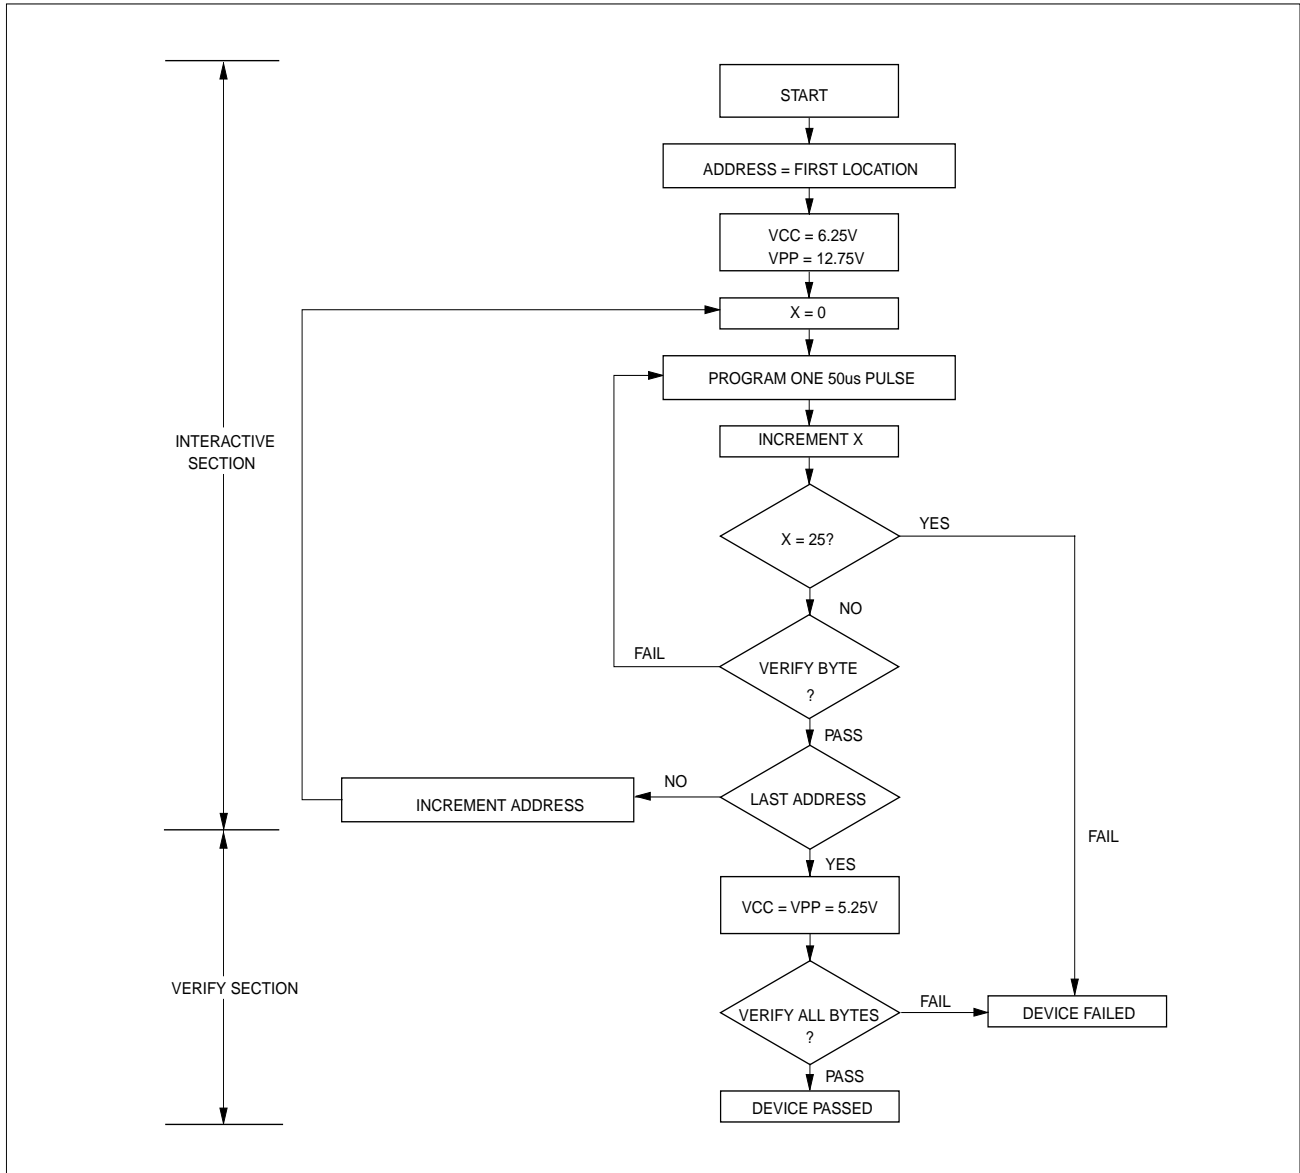 START
ADDRESS = FIRST LOCATION
VCC = 6.25V
VPP = 12.75V
X = 0
PROGRAM ONE 50us PULSE
INCREMENT X
INTERACTIVE
SECTION
X = 25?
YES
NO
FAIL
VERIFY BYTE
?
PASS
NO
LAST ADDRESS
INCREMENT ADDRESS
FAIL
YES
VCC = VPP = 5.25V
VERIFY SECTION
VERIFY ALL BYTES
?
FAIL
DEVICE FAILED
PASS
DEVICE PASSED